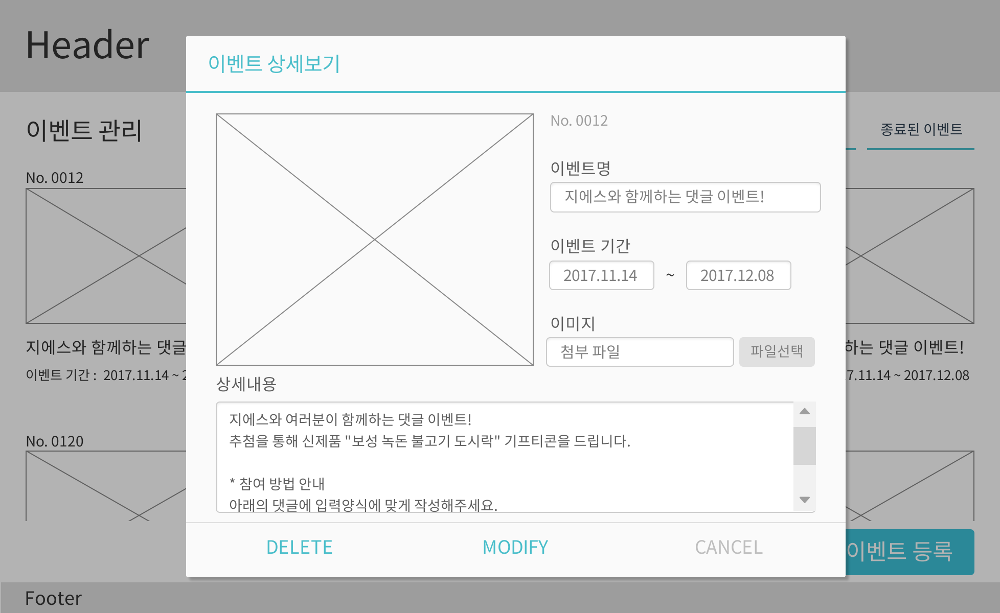 Header
이벤트 상세보기
이벤트 관리
종료된 이벤트
No. 0012
No. 0012
이벤트명
지에스와 함께하는 댓글 이벤트!
이벤트 기간
2017.11.14 ~ 2017.12.08
이미지
첨부 파일 파일선택
지에스와 함께하는 댓글
하는 댓글 이벤트!
이벤트 기간 : 2017.11.14 ~ 2
7.11.14 ~ 2017.12.08
상세내용
지에스와 여러분이 함께하는 댓글 이벤트!
추첨을 통해 신제품 "보성 녹돈 불고기 도시락" 기프티콘을 드립니다.
* 참여 방법 안내
아래의 댓글에 입력양식에 맞게 작성해주세요.
No. 0120
DELETE MODIFY CANCEL
이벤트 등록
Footer